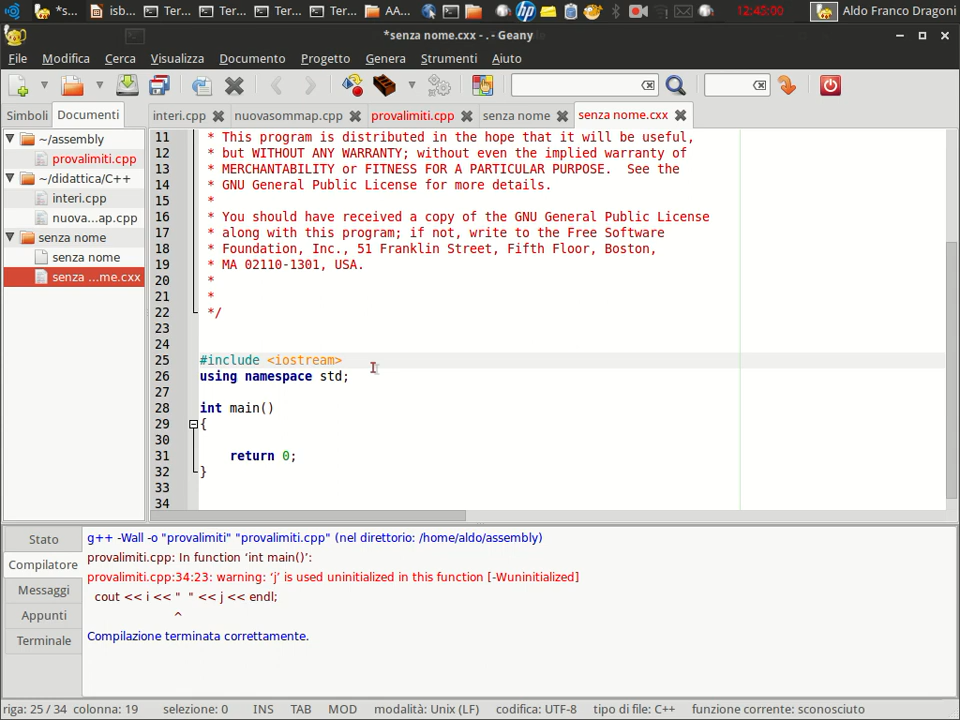 *s...
isb...
Ter...
Ter...
Ter...
Ter...
AA...
12:45:00
Aldo Franco Dragoni
*senza nome.cxx - . - Geany
File Modifica Cerca Visualizza Documento Progetto Genera Strumenti Aiuto
Simboli Documenti
interi.cpp nuovasommap.cpp provalimiti.cpp senza nome senza nome.cxx
~/assembly
provalimiti.cpp
~/didattica/C++
interi.cpp
nuova...ap.cpp
senza nome
senza nome
senza ...me.cxx
11 * This program is distributed in the hope that it will be useful,
12 * but WITHOUT ANY WARRANTY; without even the implied warranty of
13 * MERCHANTABILITY or FITNESS FOR A PARTICULAR PURPOSE.  See the
14 * GNU General Public License for more details.
15 *
16 * You should have received a copy of the GNU General Public License
17 * along with this program; if not, write to the Free Software
18 * Foundation, Inc., 51 Franklin Street, Fifth Floor, Boston,
19 * MA 02110-1301, USA.
20 *
21 *
22 */
23
24
25 #include <iostream>
26 using namespace std;
27
28 int main()
29 {
30
31 return 0;
32 }
33
34
Stato
Compilatore
Messaggi
Appunti
Terminale
g++ -Wall -o "provalimiti" "provalimiti.cpp" (nel direttorio: /home/aldo/assembly)
provalimiti.cpp: In function ‘int main()’:
provalimiti.cpp:34:23: warning: ‘j’ is used uninitialized in this function [-Wuninitialized]
cout << i << "  " << j << endl;
^
Compilazione terminata correttamente.
riga: 25 / 34 colonna: 19 selezione: 0 INS TAB MOD modalità: Unix (LF) codifica: UTF-8 tipo di file: C++ funzione corrente: sconosciuto